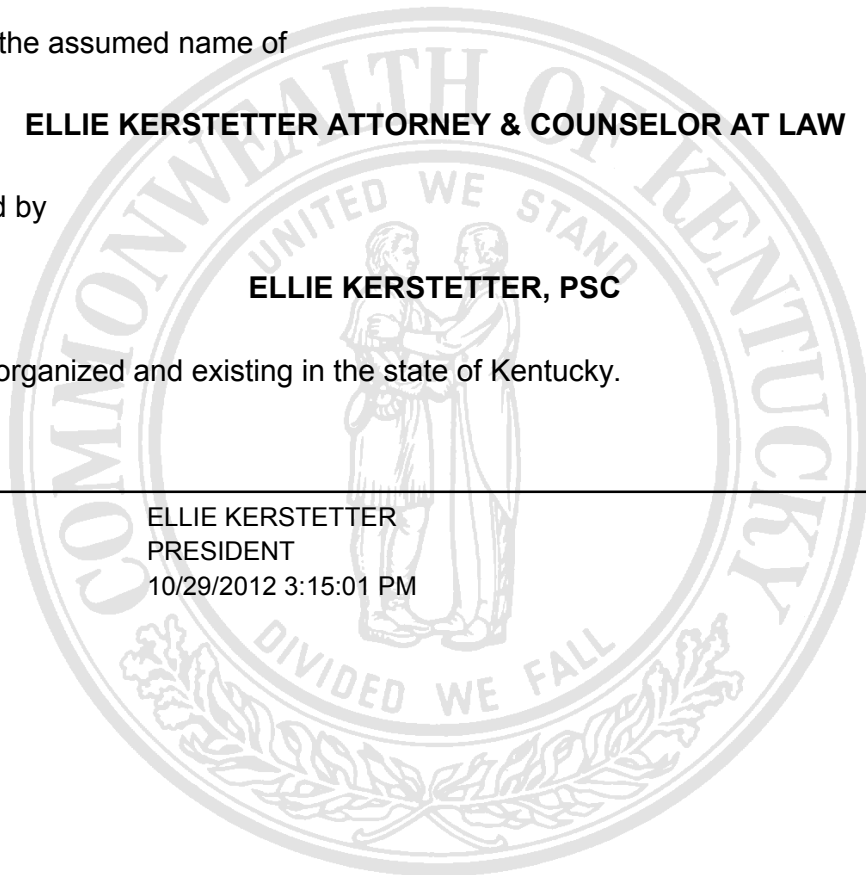 the assumed name of
ELLIE KERSTETTER ATTORNEY & COUNSELOR AT LAW
d by
ELLIE KERSTETTER, PSC
organized and existing in the state of Kentucky.
ELLIE KERSTETTER
PRESIDENT
10/29/2012 3:15:01 PM
COMMONWEALTH OF KENTUCKY
UNITED WE STAND
DIVIDED WE FALL